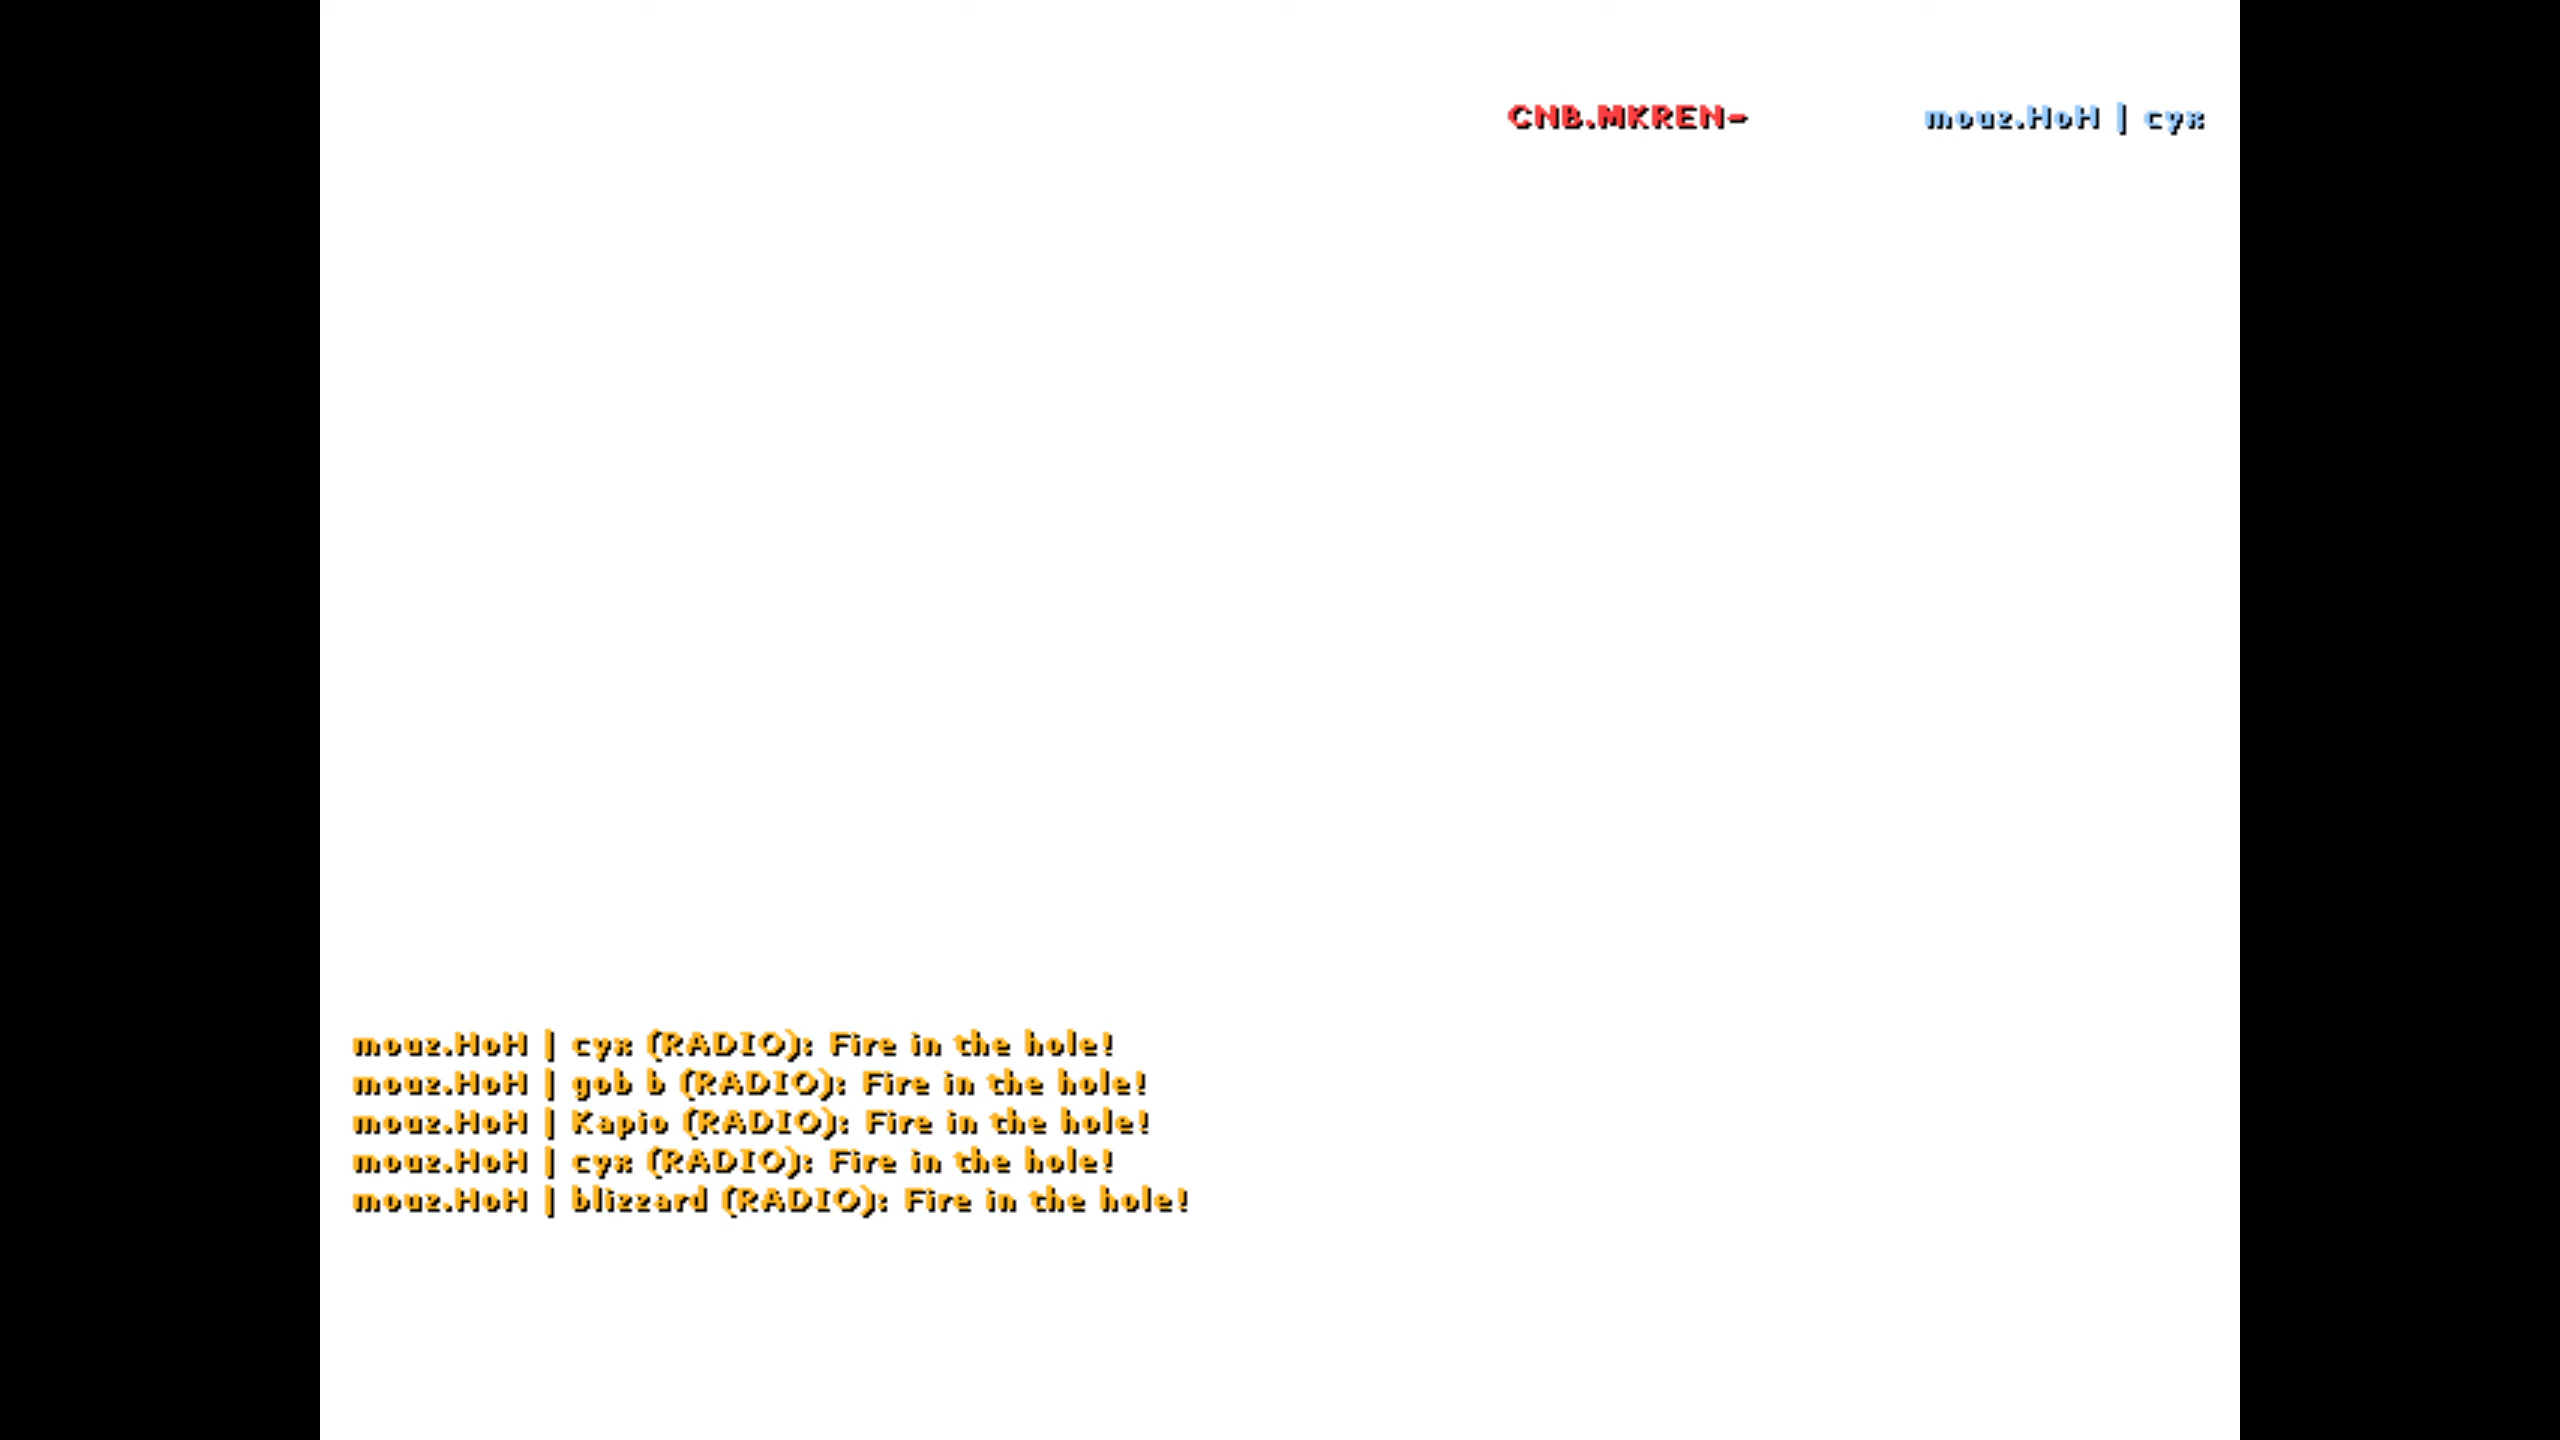 CNB.MKREN- mouz.HoH | cyx
mouz.HoH | cyx (RADIO): Fire in the hole!
mouz.HoH | gob b (RADIO): Fire in the hole!
mouz.HoH | Kapio (RADIO): Fire in the hole!
mouz.HoH | cyx (RADIO): Fire in the hole!
mouz.HoH | blizzard (RADIO): Fire in the hole!